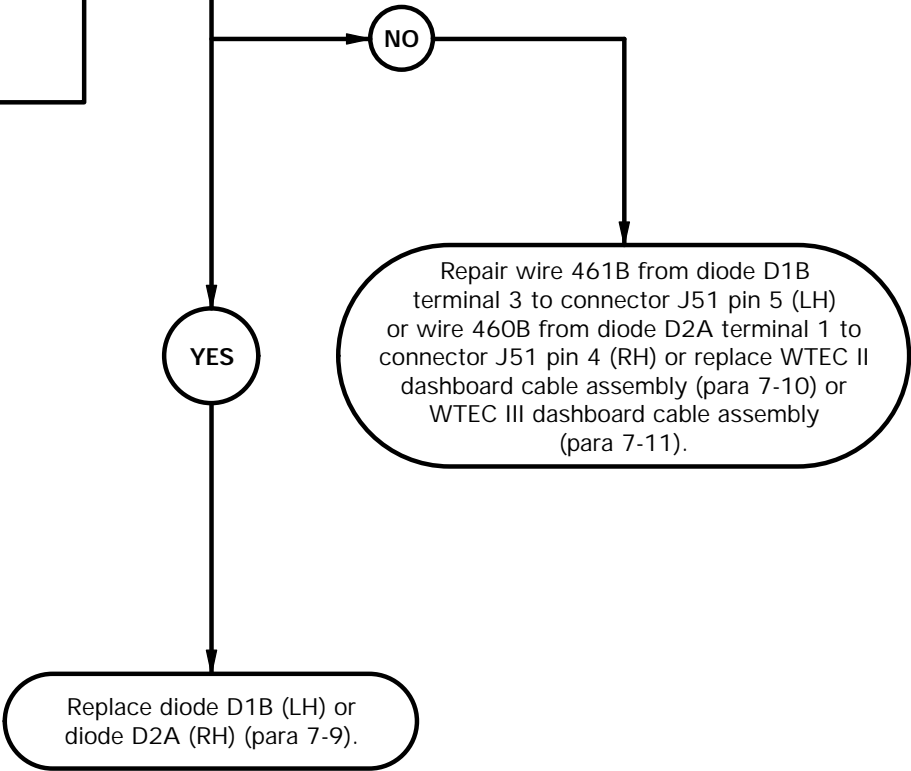 NO
Repair wire 461B from diode D1B
terminal 3 to connector J51 pin 5 (LH)
or wire 460B from diode D2A terminal 1 to
connector J51 pin 4 (RH) or replace WTEC II
dashboard cable assembly (para 7-10) or
WTEC III dashboard cable assembly
(para 7-11).
YES
Replace diode D1B (LH) or
diode D2A (RH) (para 7-9).